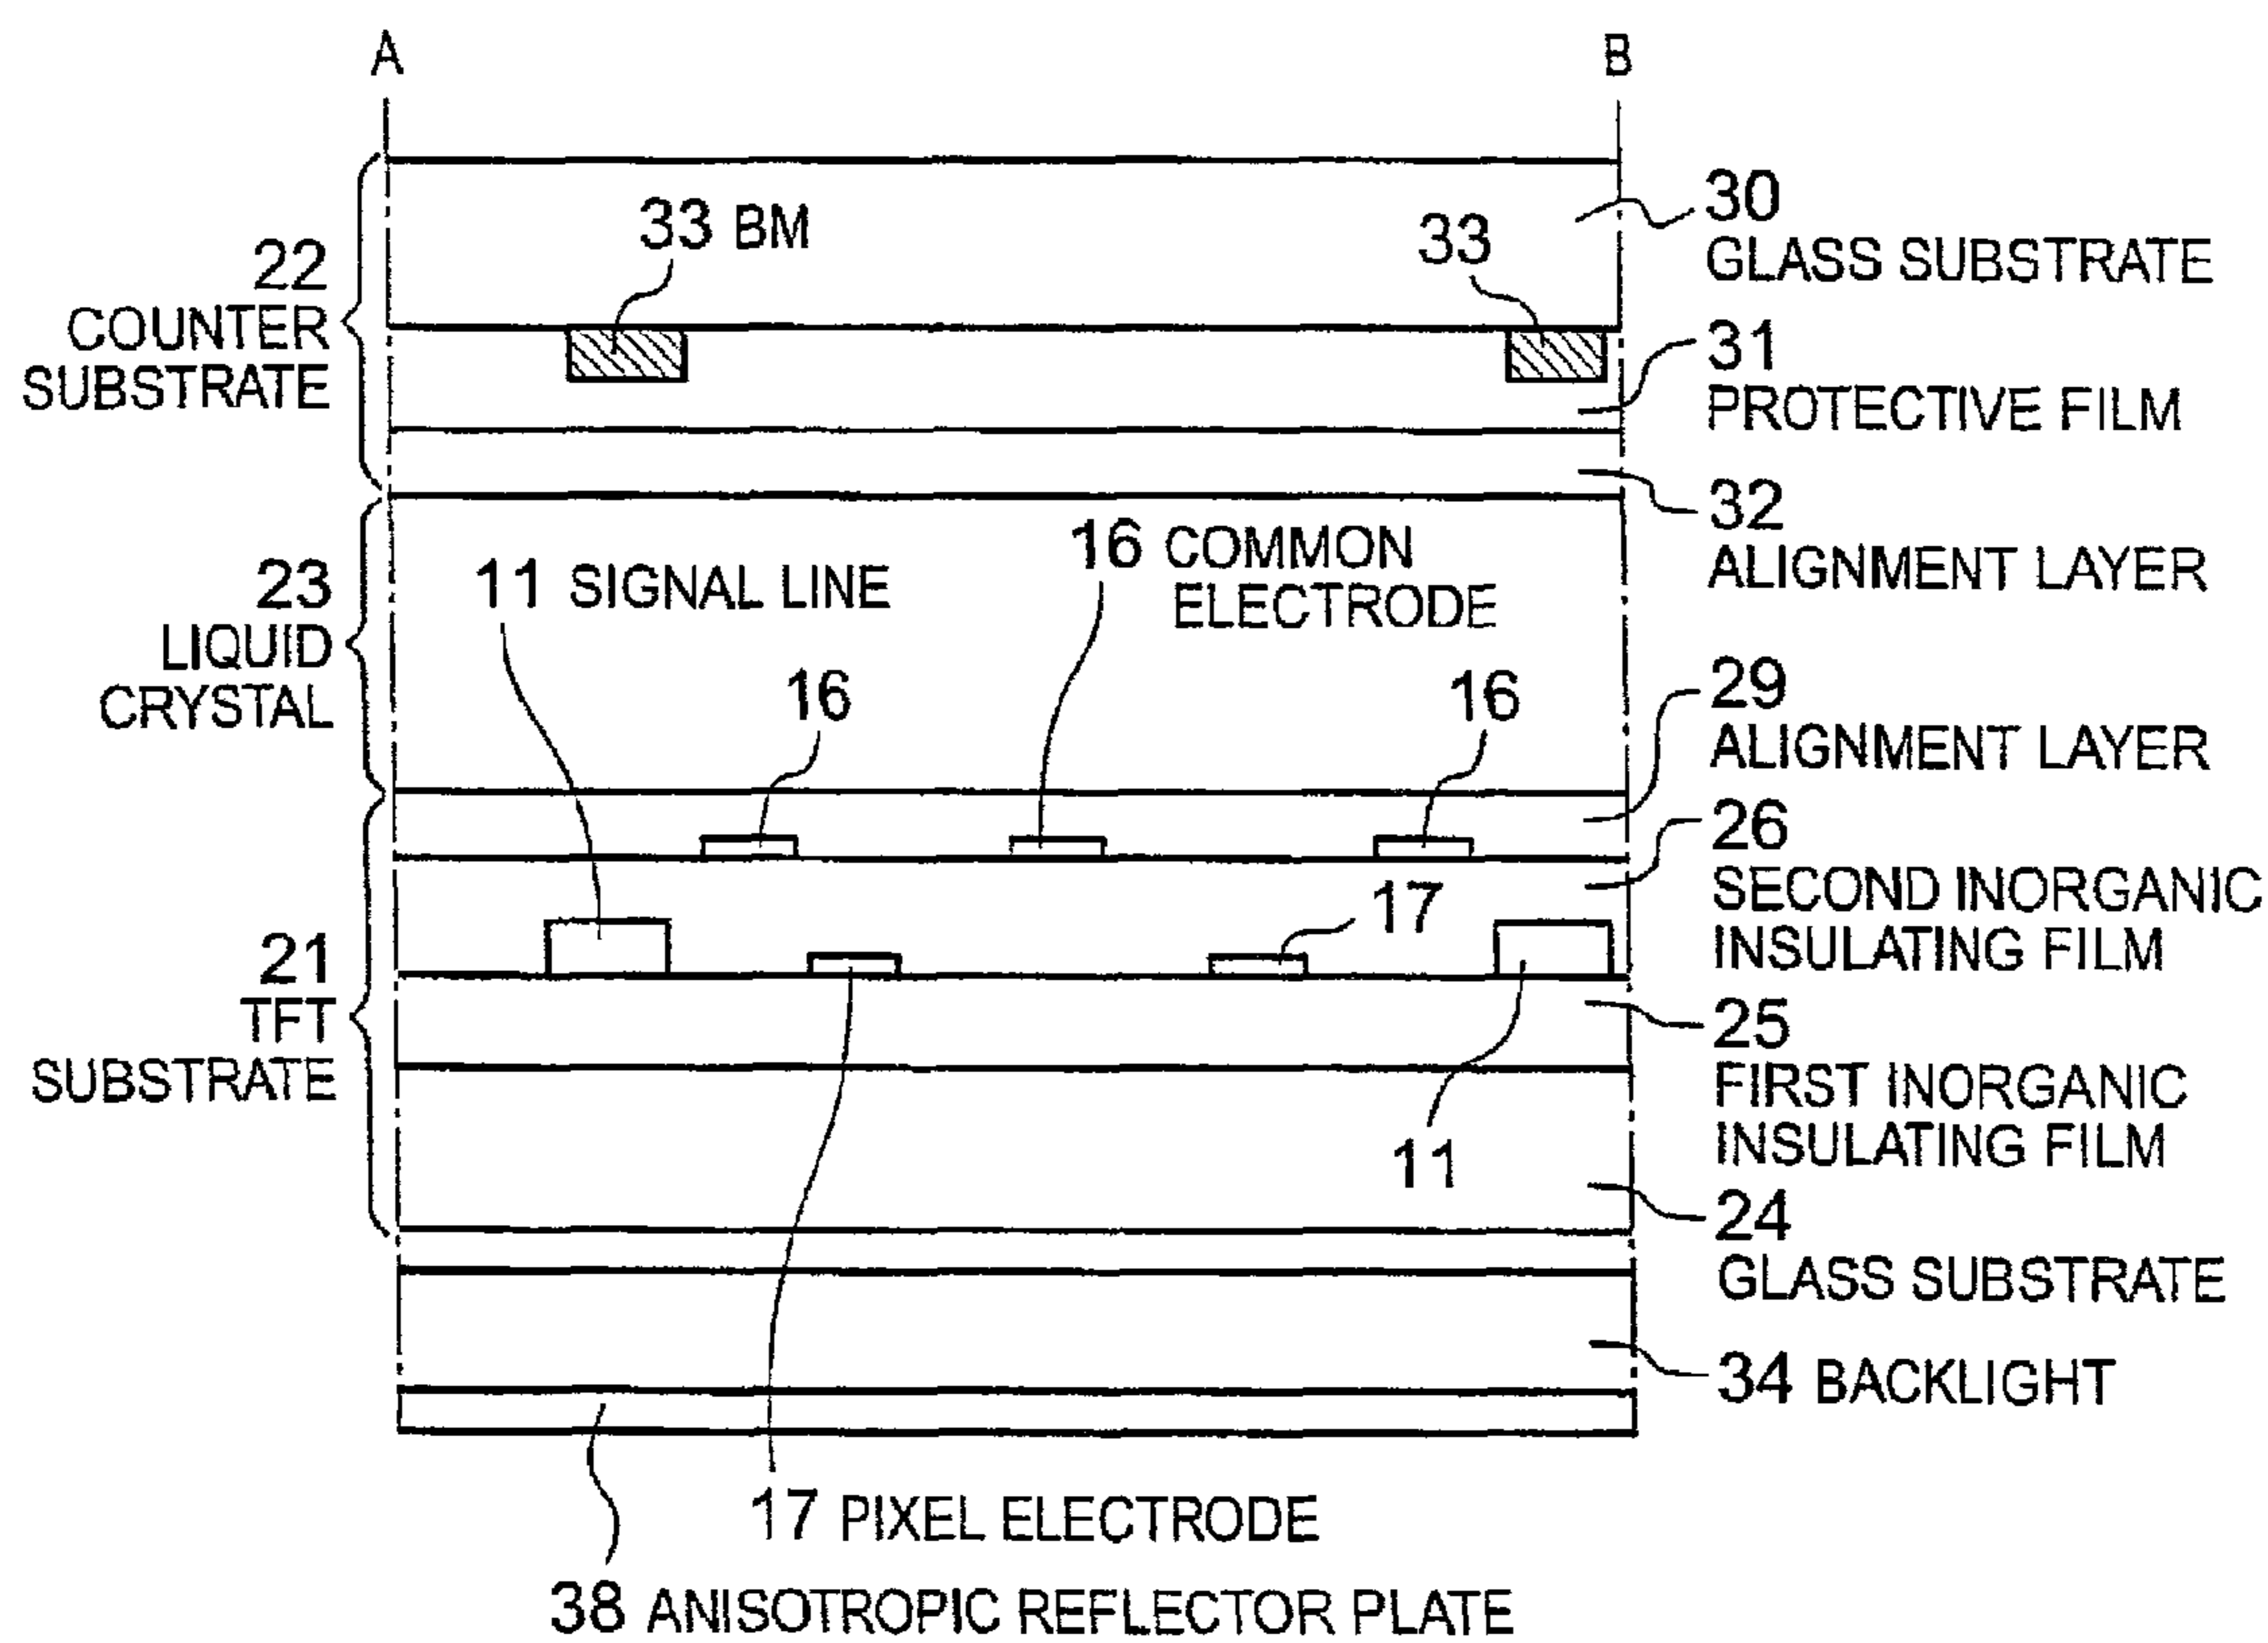 A
B
33 BM
33
30
GLASS SUBSTRATE
22
COUNTER
SUBSTRATE
31
PROTECTIVE FILM
32
ALIGNMENT LAYER
16 COMMON
ELECTRODE
11 SIGNAL LINE
23
LIQUID
CRYSTAL
16
16
29
ALIGNMENT LAYER
26
SECOND INORGANIC
INSULATING FILM
17
21
TFT
SUBSTRATE
25
FIRST INORGANIC
INSULATING FILM
11
24
GLASS SUBSTRATE
34 BACKLIGHT
17 PIXEL ELECTRODE
38 ANISOTROPIC REFLECTOR PLATE